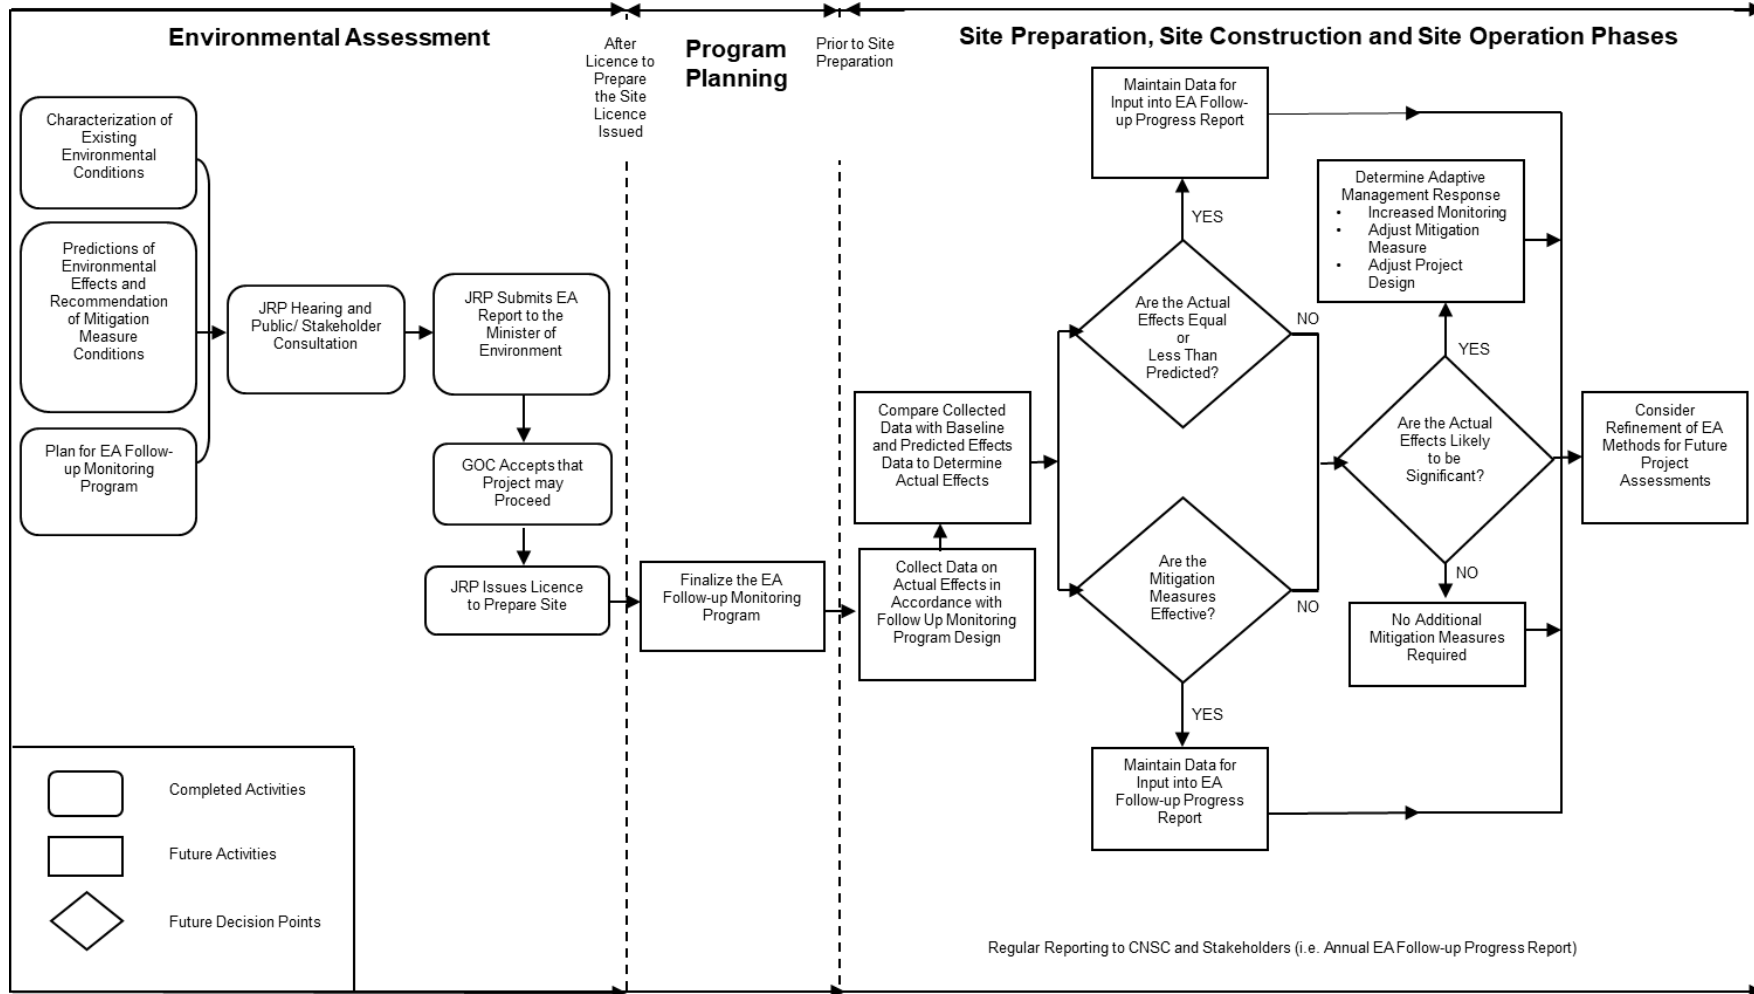 Environmental Assessment
After
Licence to
Prepare
the Site
Licence
Issued
Program
Planning
Prior to Site
Preparation
Site Preparation, Site Construction and Site Operation Phases
Characterization of
Existing
Environmental
Conditions
Predictions of
Environmental
Effects and
Recommendation
of Mitigation
Measure
Conditions
Plan for EA Follow-
up Monitoring
Program
JRP Hearing and
Public/ Stakeholder
Consultation
JRP Submits EA
Report to the
Minister of
Environment
GOC Accepts that
Project may
Proceed
JRP Issues Licence
to Prepare Site
Finalize the EA
Follow-up Monitoring
Program
Collect Data on
Actual Effects in
Accordance with
Follow Up Monitoring
Program Design
Compare Collected
Data with Baseline
and Predicted Effects
Data to Determine
Actual Effects
Maintain Data for
Input into EA Follow-
up Progress Report
YES
Are the Actual
Effects Equal
or
Less Than
Predicted?
NO
Are the
Mitigation
Measures
Effective?
NO
YES
Maintain Data for
Input into EA
Follow-up Progress
Report
Determine Adaptive
Management Response
• Increased Monitoring
• Adjust Mitigation
Measure
• Adjust Project
Design
YES
Are the Actual
Effects Likely
to be
Significant?
NO
No Additional
Mitigation Measures
Required
Consider
Refinement of EA
Methods for Future
Project
Assessments
Completed Activities
Future Activities
Future Decision Points
Regular Reporting to CNSC and Stakeholders (i.e. Annual EA Follow-up Progress Report)